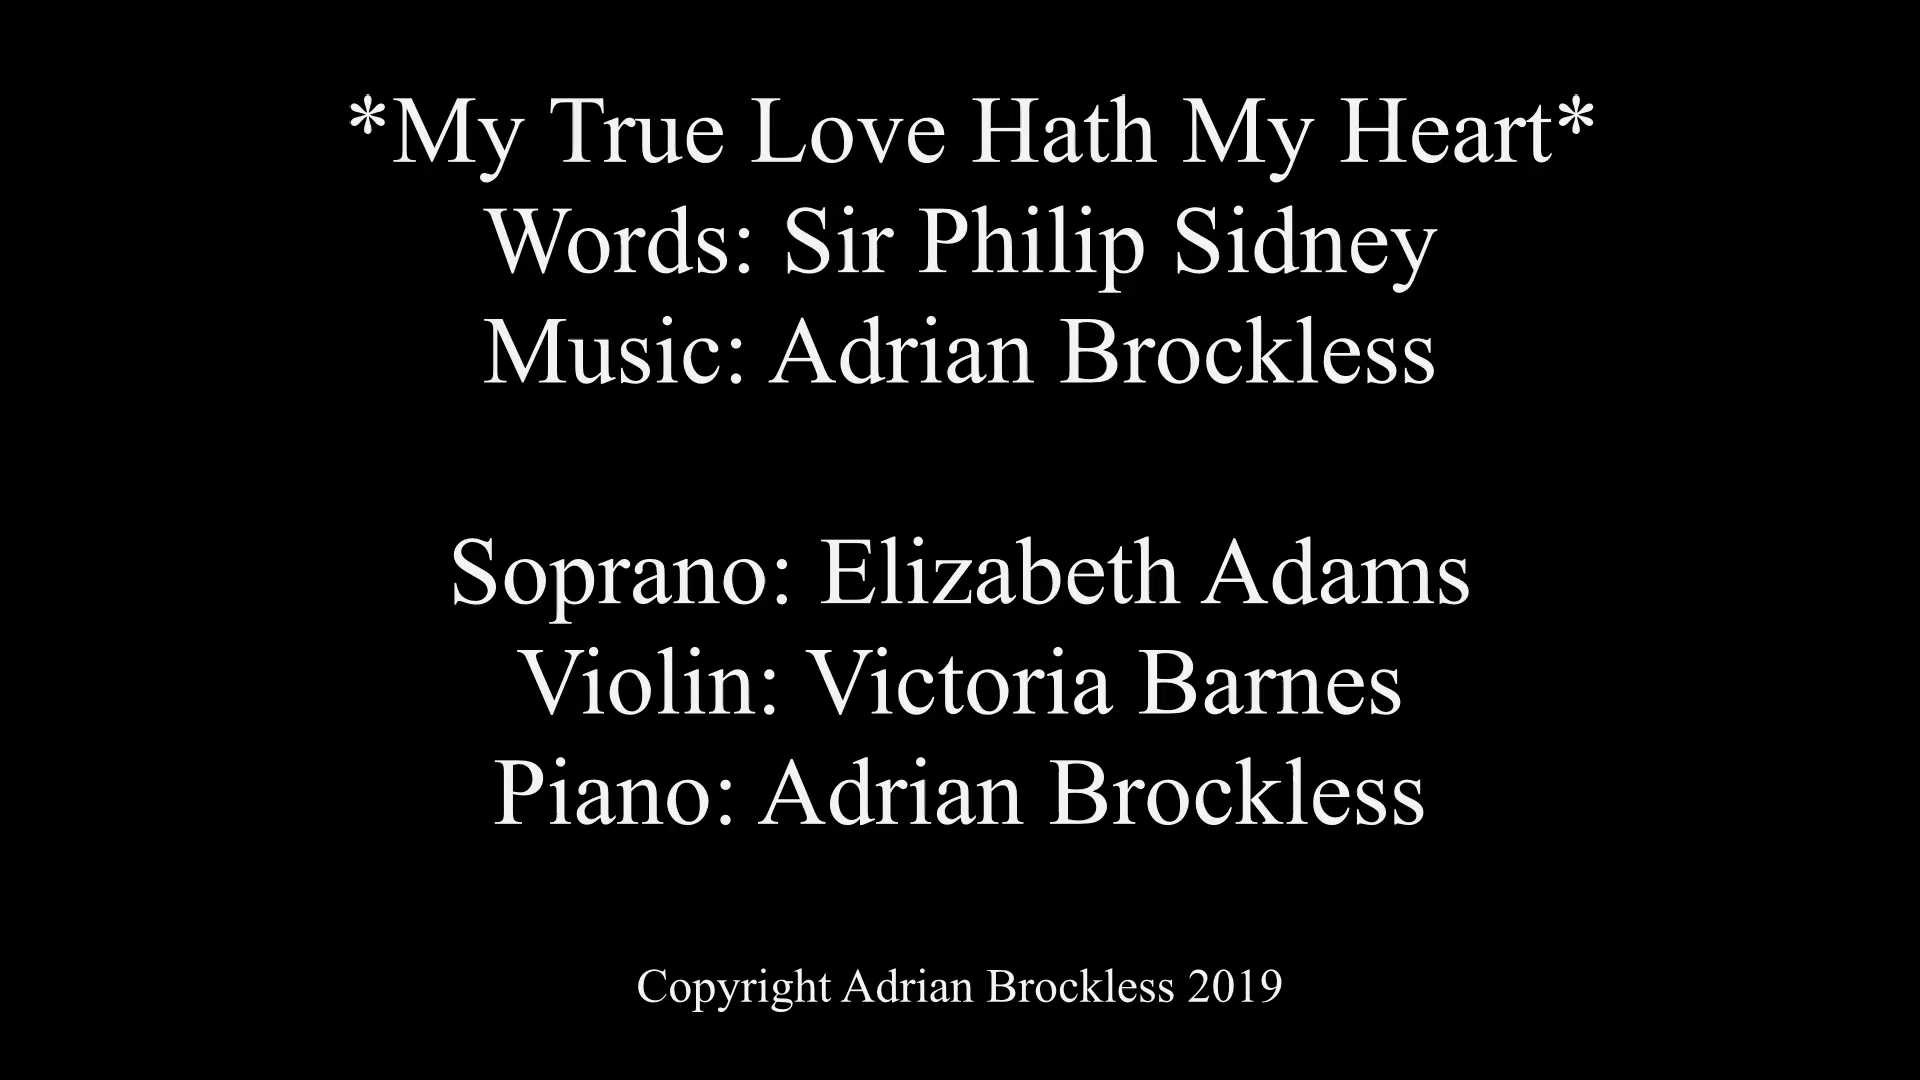 *My True Love Hath My Heart*
Words: Sir Philip Sidney
Music: Adrian Brockless
Soprano: Elizabeth Adams
Violin: Victoria Barnes
Piano: Adrian Brockless
Copyright Adrian Brockless 2019